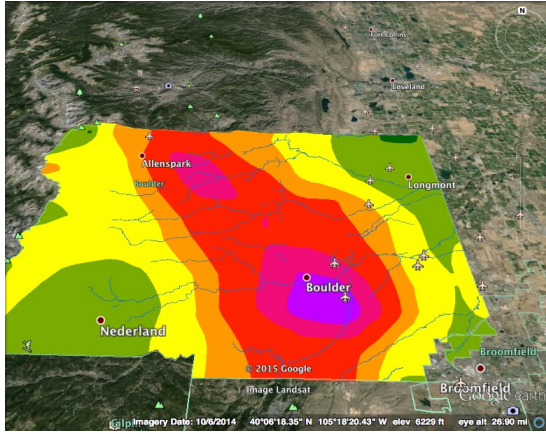 N
Fort Collins
Loveland
Allenspark
Boulder
Longmont
Boulder
Nederland
Broomfield
© 2015 Google
Image Landsat
Broomfield
Google earth
Gilpin
Imagery Date: 10/6/2014 40°06'18.35" N 105°18'20.43" W elev 6229 ft eye alt 26.90 mi